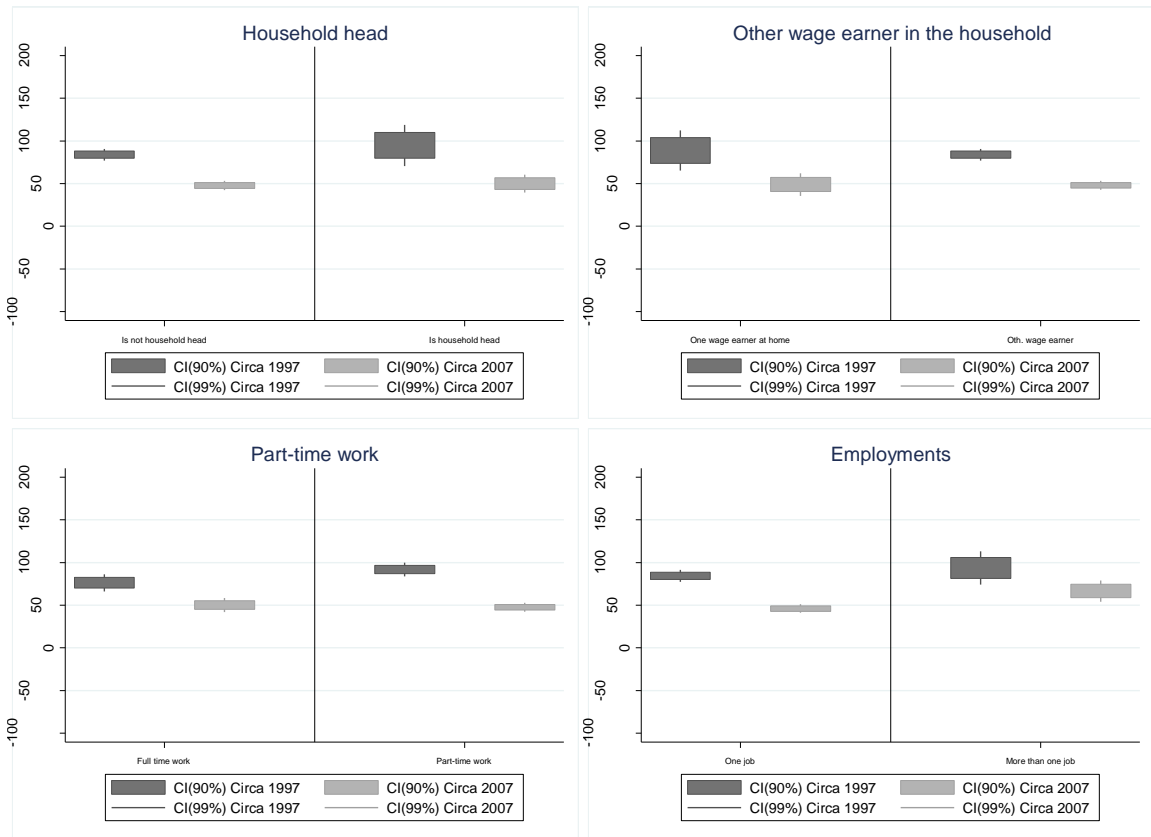 Household head
200
150
100
50
0
-50
-100
Is not household head Is household head
CI(90%) Circa 1997 CI(90%) Circa 2007
CI(99%) Circa 1997 CI(99%) Circa 2007
Other wage earner in the household
200
150
100
50
0
-50
-100
One wage earner at home Oth. wage earner
CI(90%) Circa 1997 CI(90%) Circa 2007
CI(99%) Circa 1997 CI(99%) Circa 2007
Part-time work
200
150
100
50
0
-50
-100
Full time work Part-time work
CI(90%) Circa 1997 CI(90%) Circa 2007
CI(99%) Circa 1997 CI(99%) Circa 2007
Employments
200
150
100
50
0
-50
-100
One job More than one job
CI(90%) Circa 1997 CI(90%) Circa 2007
CI(99%) Circa 1997 CI(99%) Circa 2007